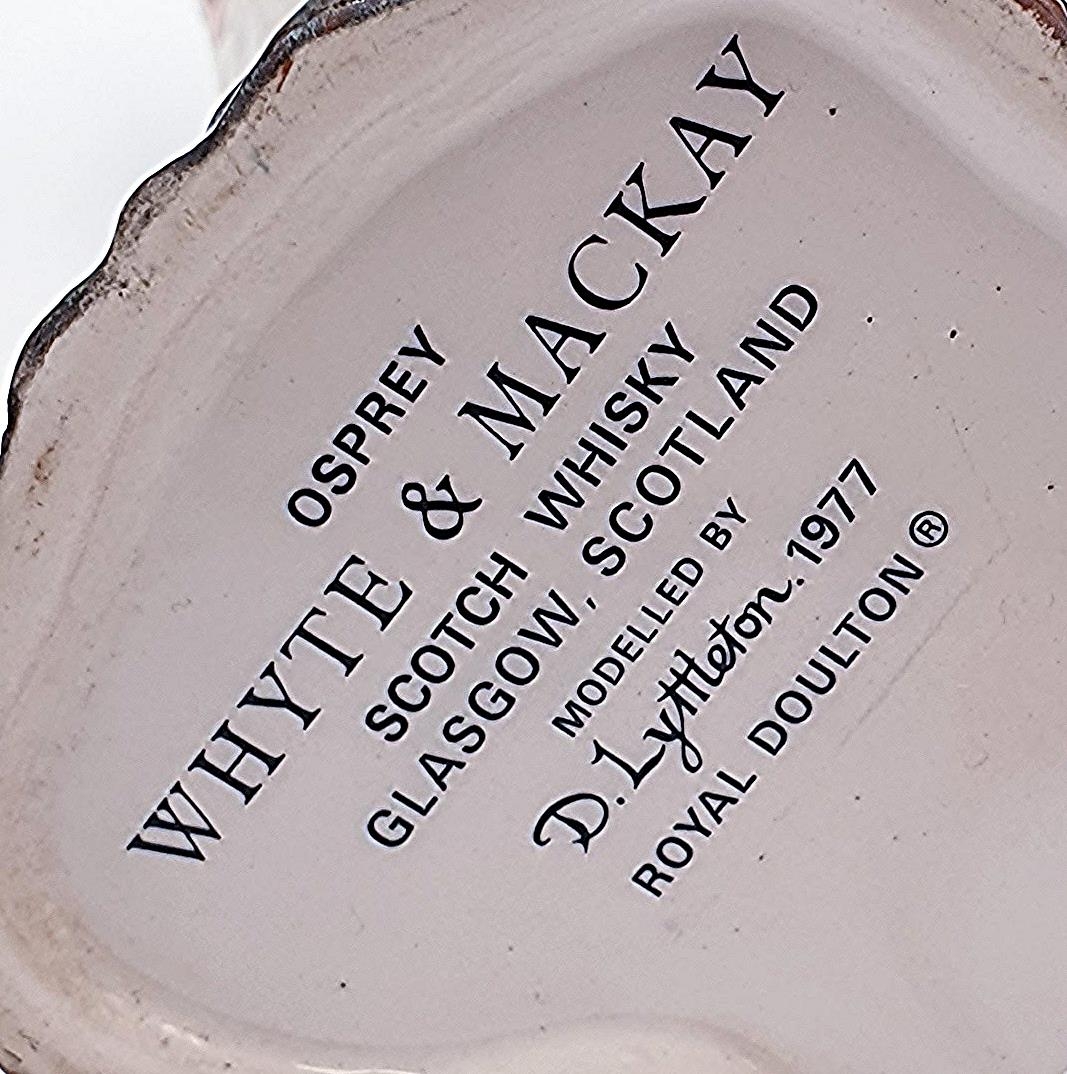 OSPREY
WHYTE & MACKAY
SCOTCH WHISKY
GLASGOW, SCOTLAND
MODELLED BY
D. Lyttleton. 1977
ROYAL DOULTON ®